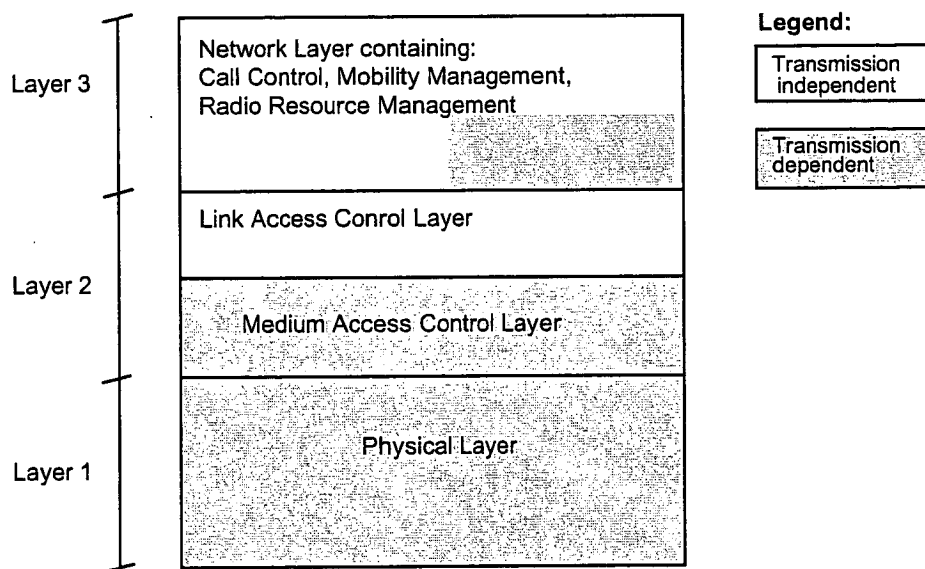 Legend:
Network Layer containing:
Call Control, Mobility Management,
Radio Resource Management
Layer 3
Transmission
independent
Transmission
dependent
Link Access Conrol Layer
Layer 2
Medium Access Control Layer
Physical Layer
Layer 1